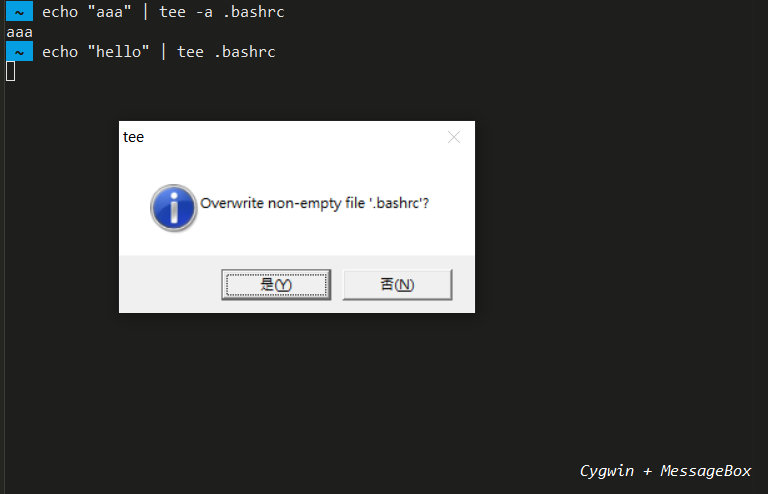 ~ echo "aaa" | tee -a .bashrc
aaa
~ echo "hello" | tee .bashrc
tee
Overwrite non-empty file '.bashrc'?
是(Y) 否(N)
Cygwin + MessageBox